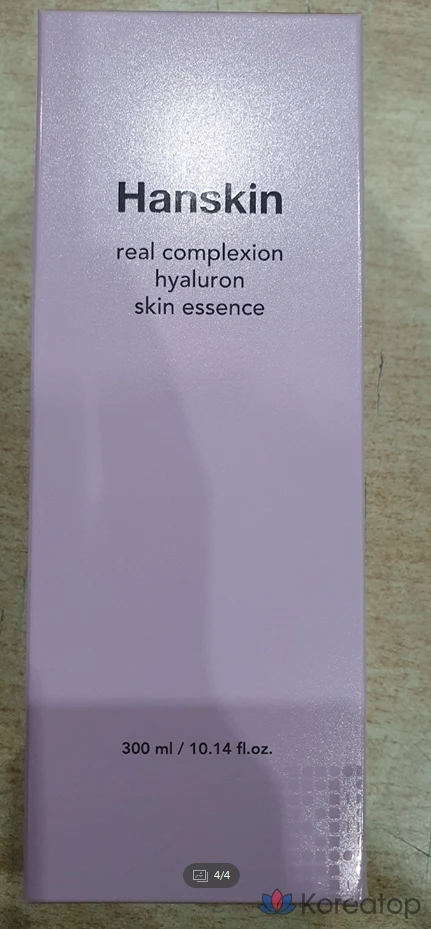 Hanskin
real complexion
hyaluron
skin essence
300 ml / 10.14 fl.oz.
4/4
Koreatop